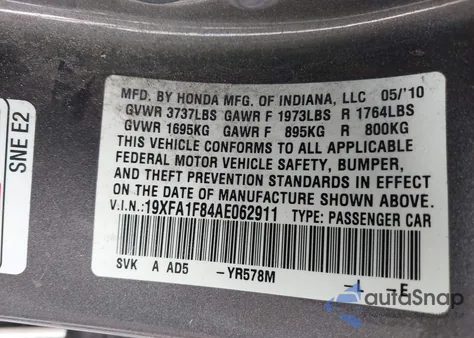 SNE E2
MFD. BY HONDA MFG. OF INDIANA, LLC 05/'10
GVWR 3737LBS GAWR F 1973LBS R 1764LBS
GVWR 1695KG GAWR F 895KG R 800KG
THIS VEHICLE CONFORMS TO ALL APPLICABLE
FEDERAL MOTOR VEHICLE SAFETY, BUMPER,
AND THEFT PREVENTION STANDARDS IN EFFECT
ON THE DATE OF MANUFACTURE SHOWN ABOVE.
V.I.N.:19XFA1F84AE062911 TYPE: PASSENGER CAR
SVK A AD5 -YR578M - - -E
autoSnap